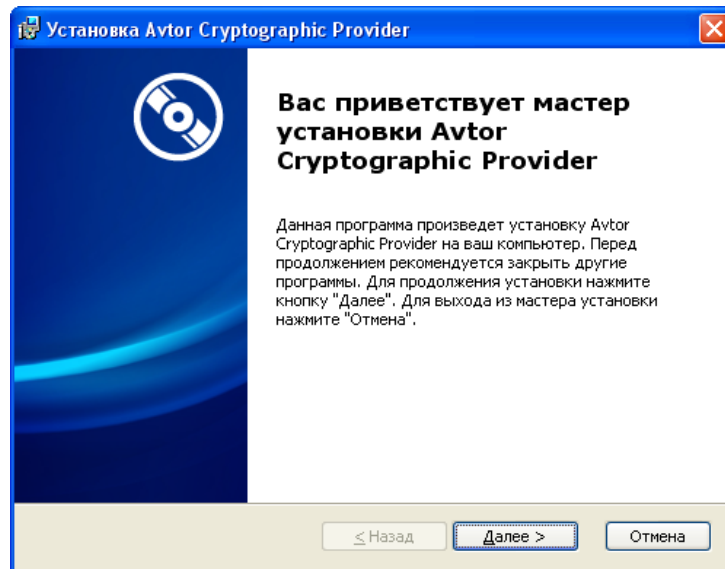 Установка Avtor Cryptographic Provider
Вас приветствует мастер
установки Avtor
Cryptographic Provider
Данная программа произведет установку Avtor
Cryptographic Provider на ваш компьютер. Перед
продолжением рекомендуется закрыть другие
программы. Для продолжения установки нажмите
кнопку "Далее". Для выхода из мастера установки
нажмите "Отмена".
< Назад
Далее >
Отмена